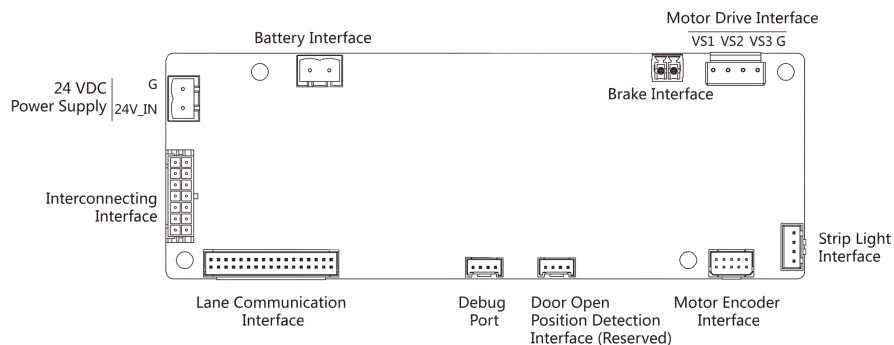 Motor Drive Interface
VS1 VS2 VS3 G
Battery Interface
24 VDC
Power Supply
G
24V_IN
Brake Interface
Interconnecting
Interface
Strip Light
Interface
Lane Communication
Interface
Debug
Port
Door Open
Position Detection
Interface (Reserved)
Motor Encoder
Interface